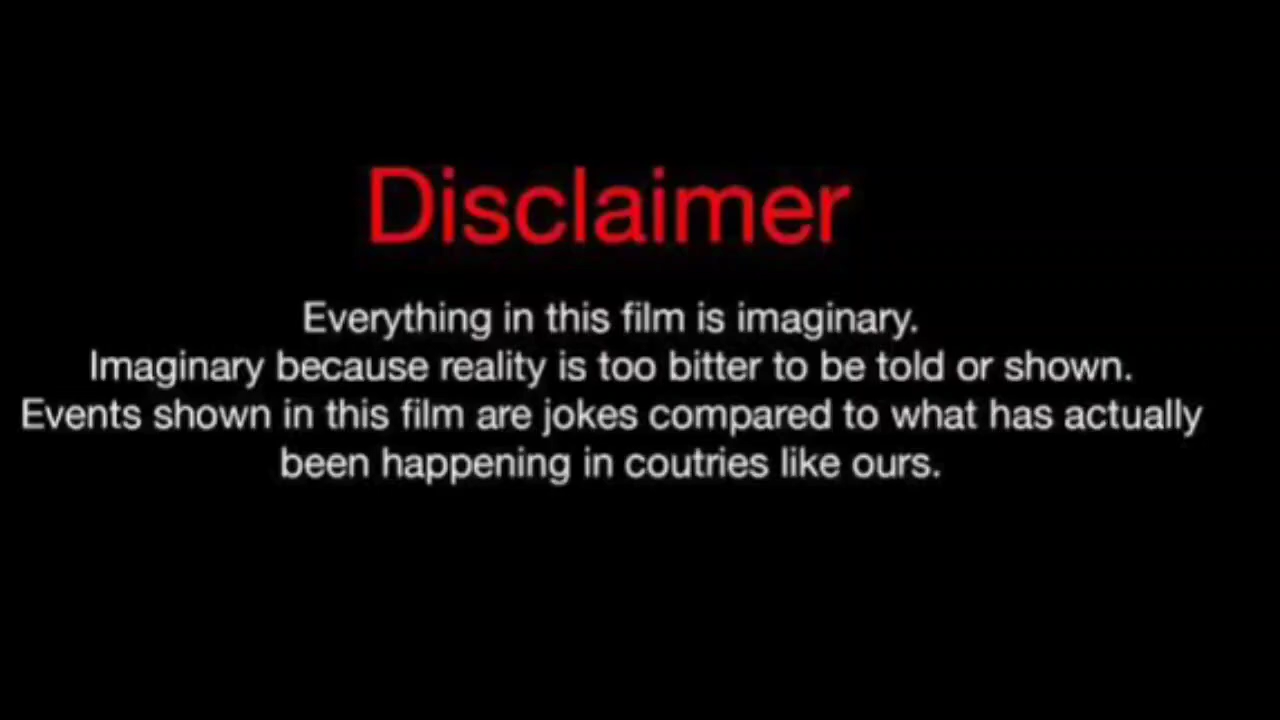 Disclaimer
Everything in this film is imaginary.
Imaginary because reality is too bitter to be told or shown.
Events shown in this film are jokes compared to what has actually
been happening in coutries like ours.